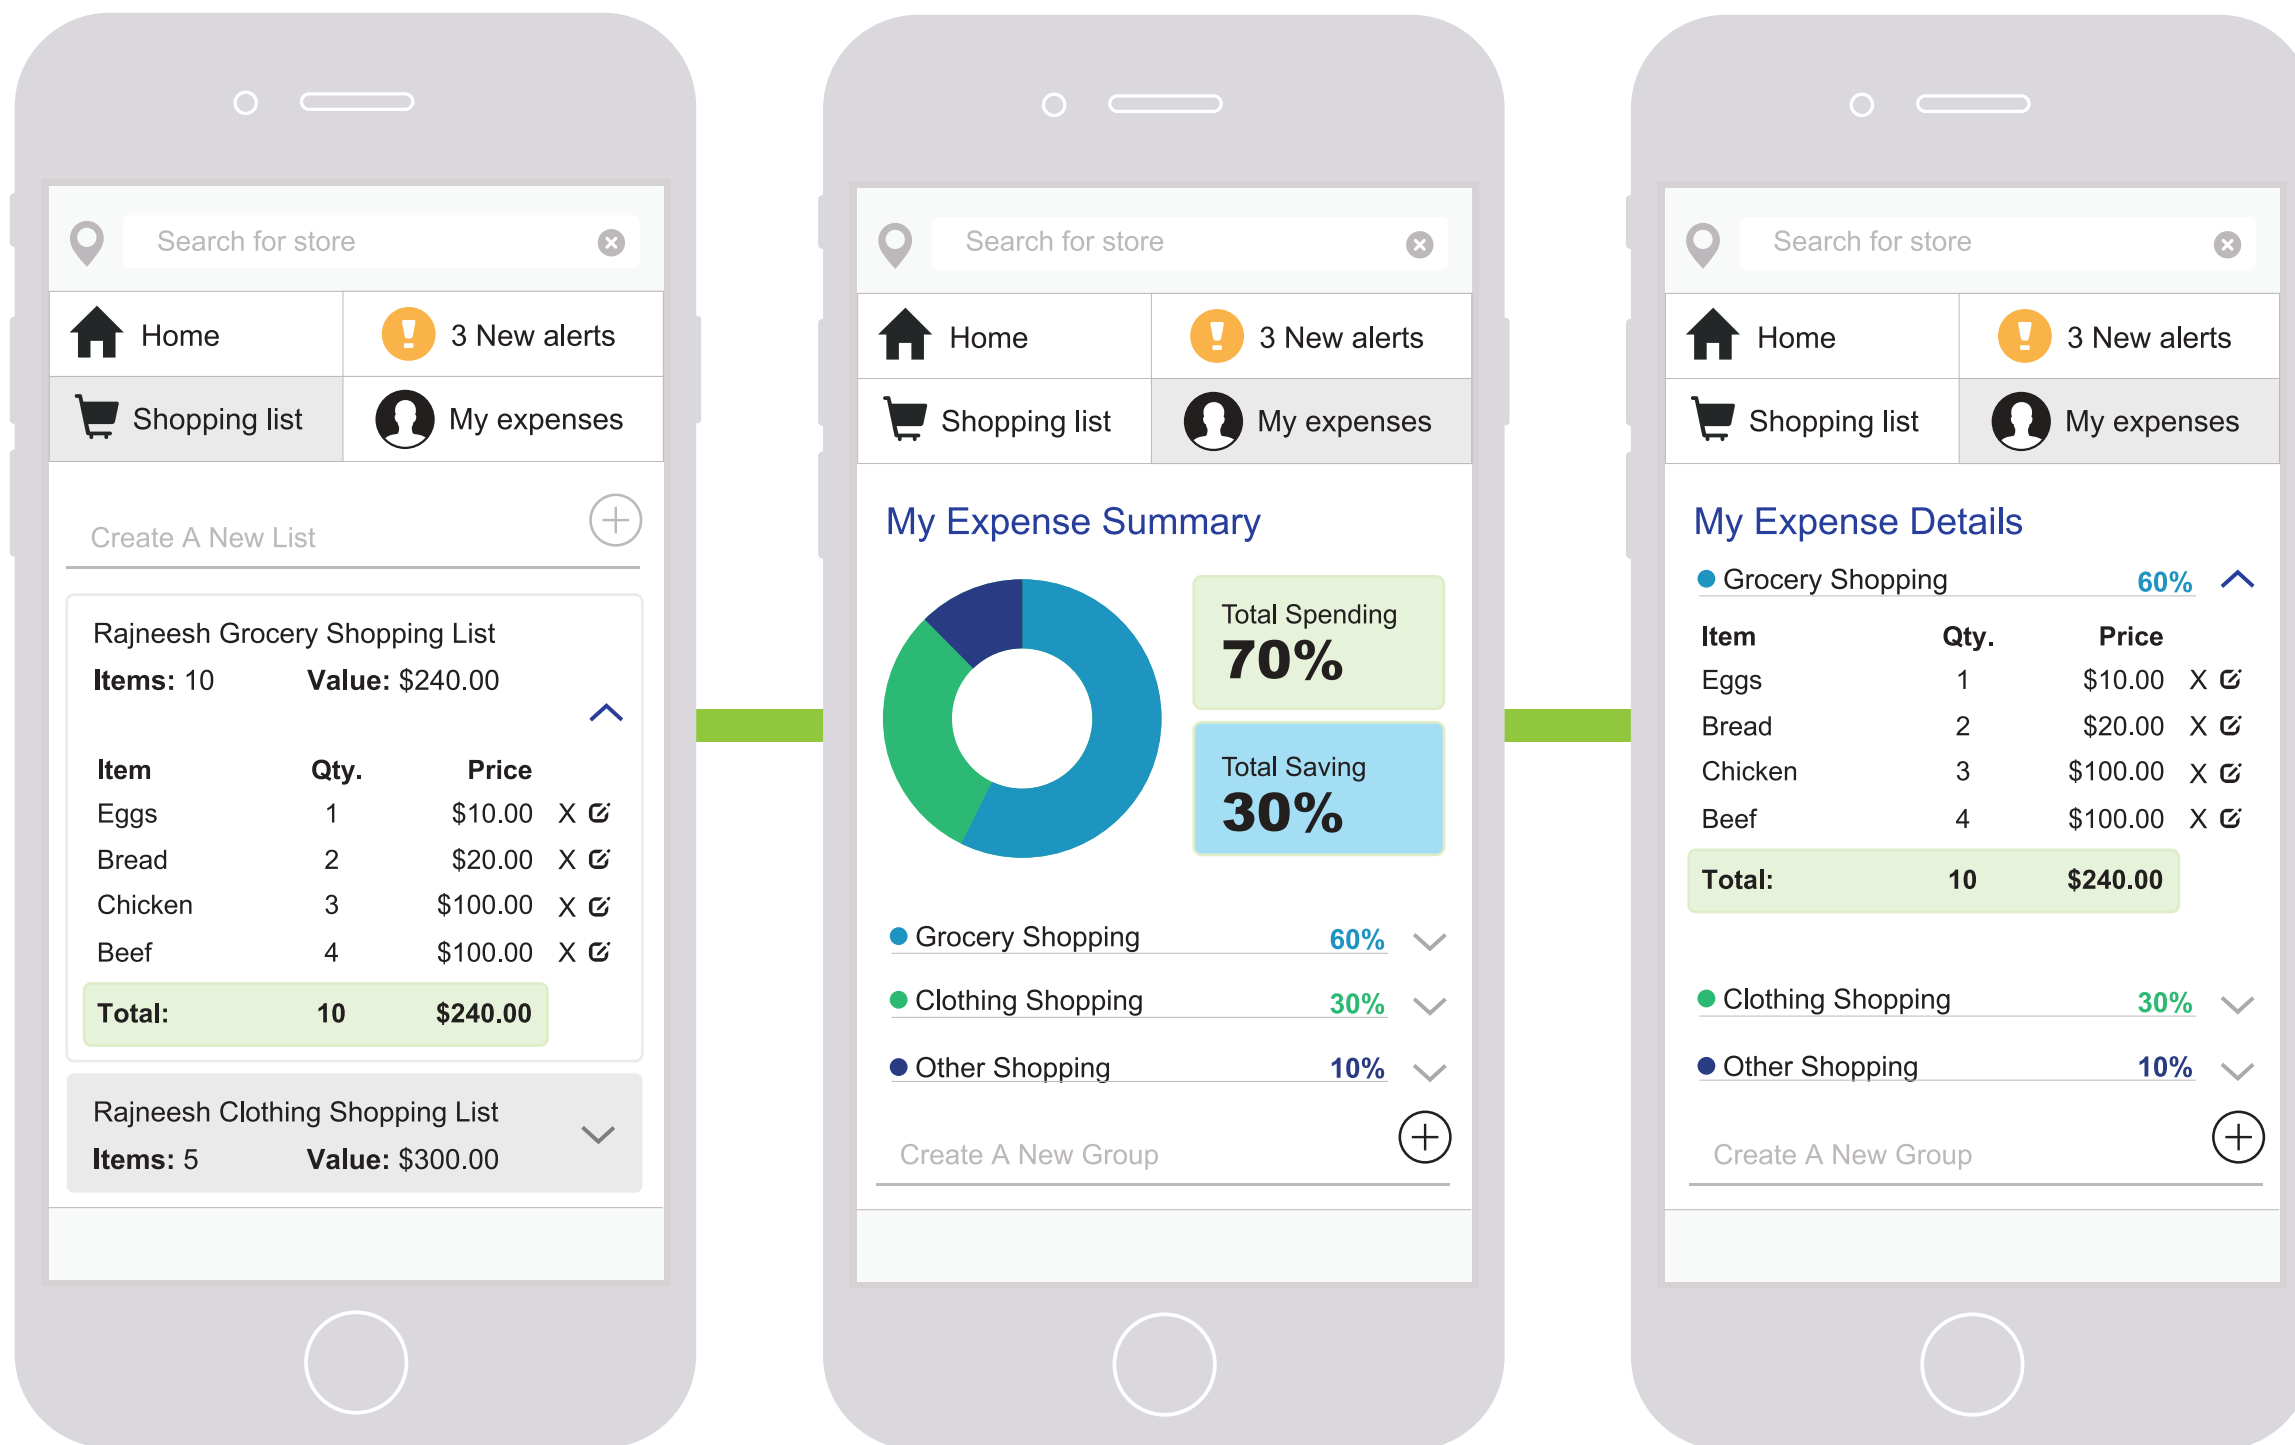 Search for store
Home
3 New alerts
Shopping list
My expenses
Create A New List
Rajneesh Grocery Shopping List
Items: 10 Value: $240.00
Item Qty. Price
Eggs 1 $10.00 X
Bread 2 $20.00 X
Chicken 3 $100.00 X
Beef 4 $100.00 X
Total: 10 $240.00
Rajneesh Clothing Shopping List
Items: 5 Value: $300.00
Search for store
Home
3 New alerts
Shopping list
My expenses
My Expense Summary
Total Spending
70%
Total Saving
30%
Grocery Shopping 60%
Clothing Shopping 30%
Other Shopping 10%
Create A New Group
Search for store
Home
3 New alerts
Shopping list
My expenses
My Expense Details
Grocery Shopping 60%
Item Qty. Price
Eggs 1 $10.00 X
Bread 2 $20.00 X
Chicken 3 $100.00 X
Beef 4 $100.00 X
Total: 10 $240.00
Clothing Shopping 30%
Other Shopping 10%
Create A New Group